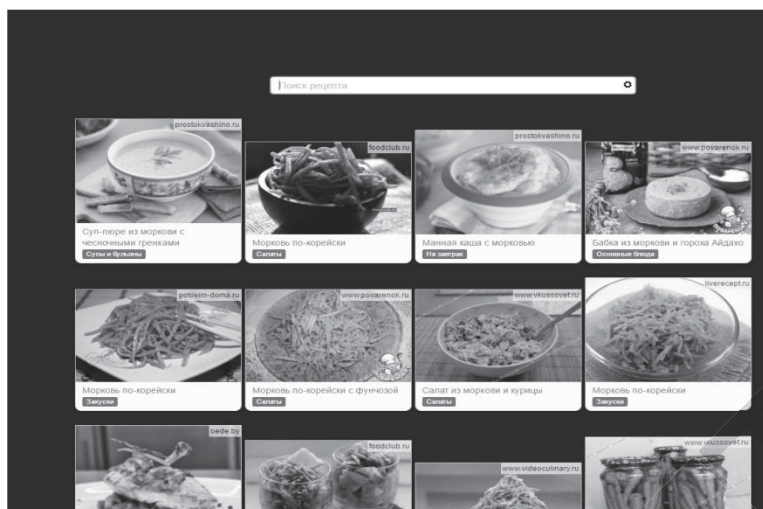 Поиск рецепта
prostokvashino.ru
Суп-пюре из моркови с
чесночными гренками
Супы и бульоны
foodclub.ru
Морковь по-корейски
Салаты
prostokvashino.ru
Манная каша с морковью
На завтрак
www.povarenok.ru
Бабка из моркови и гороха Айдахо
Основные блюда
gotovim-doma.ru
Морковь по-корейски
Закуски
www.povarenok.ru
Морковь по-корейски с фунчозой
Салаты
www.vkussovet.ru
Салат из моркови и курицы
Салаты
liverecept.ru
Морковь по-корейски
Закуски
oede.by
foodclub.ru
www.videoculinary.ru
www.vkussovet.ru